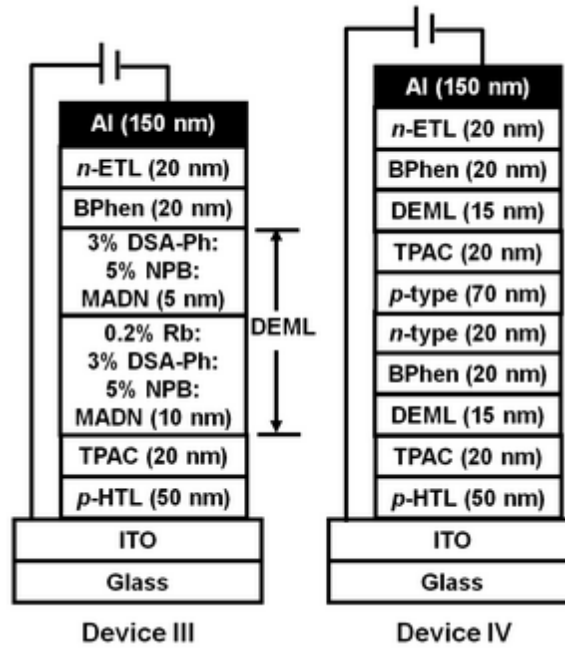 Al (150 nm)
n-ETL (20 nm)
BPhen (20 nm)
3% DSA-Ph:
5% NPB:
MADN (5 nm)
0.2% Rb:
3% DSA-Ph:
5% NPB:
MADN (10 nm)
DEML
TPAC (20 nm)
p-HTL (50 nm)
ITO
Glass
Device III
Al (150 nm)
n-ETL (20 nm)
BPhen (20 nm)
DEML (15 nm)
TPAC (20 nm)
p-type (70 nm)
n-type (20 nm)
BPhen (20 nm)
DEML (15 nm)
TPAC (20 nm)
p-HTL (50 nm)
ITO
Glass
Device IV